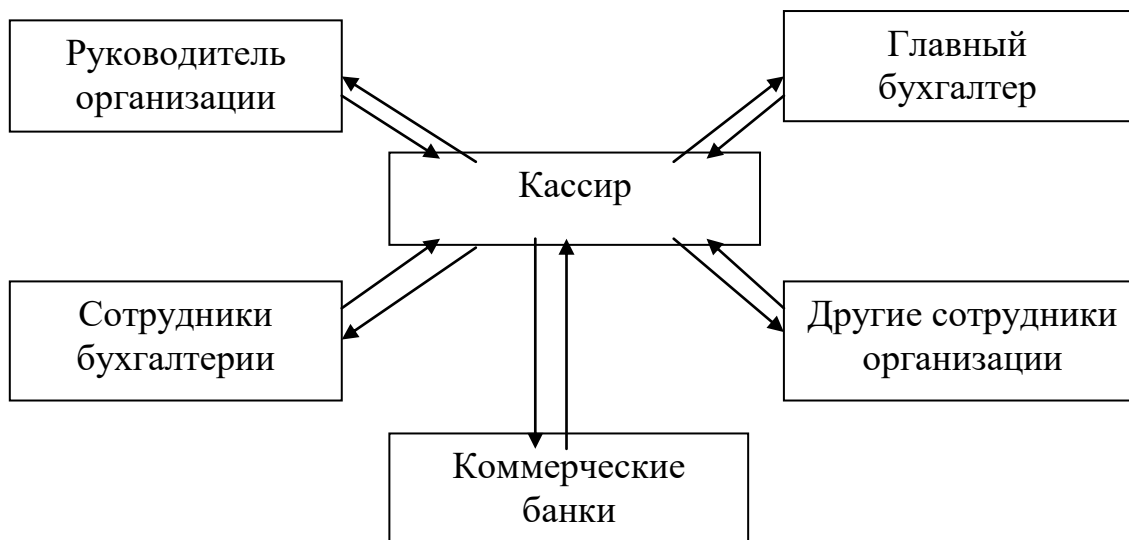 Руководитель
организации
Главный
бухгалтер
Кассир
Сотрудники
бухгалтерии
Другие сотрудники
организации
Коммерческие
банки